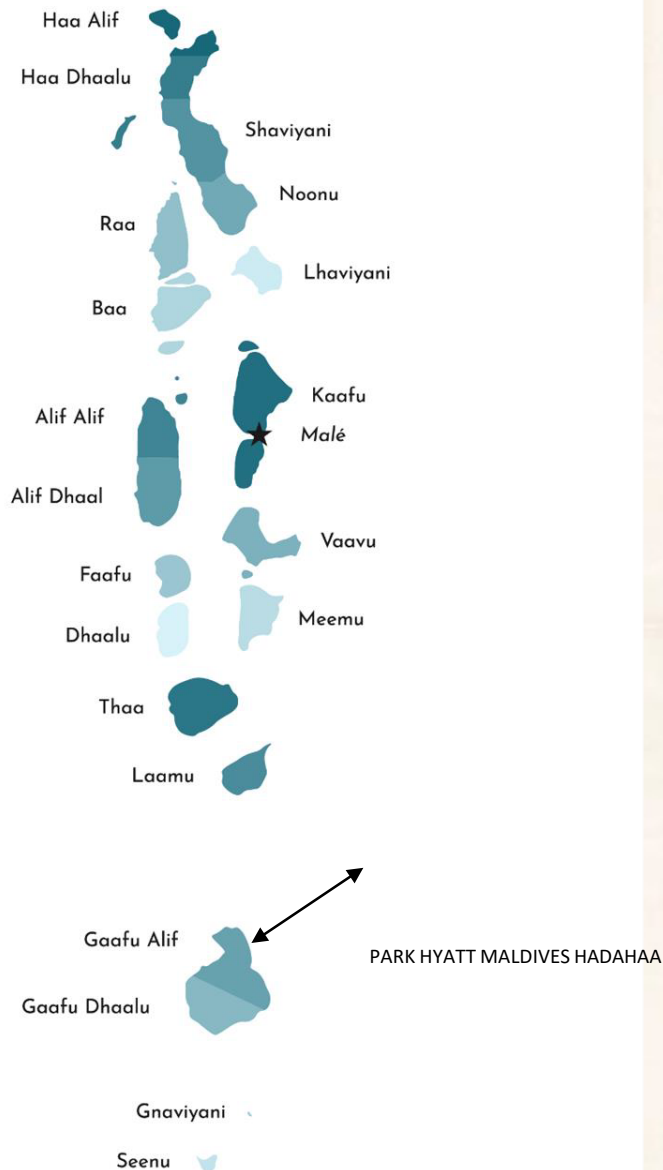 Haa Alif
Haa Dhaalu
Shaviyani
Noonu
Raa
Lhaviyani
Baa
Kaafu
Alif Alif
Malé
Alif Dhaal
Vaavu
Faafu
Meemu
Dhaalu
Thaa
Laamu
Gaafu Alif
PARK HYATT MALDIVES HADAHAA
Gaafu Dhaalu
Gnaviyani
Seenu